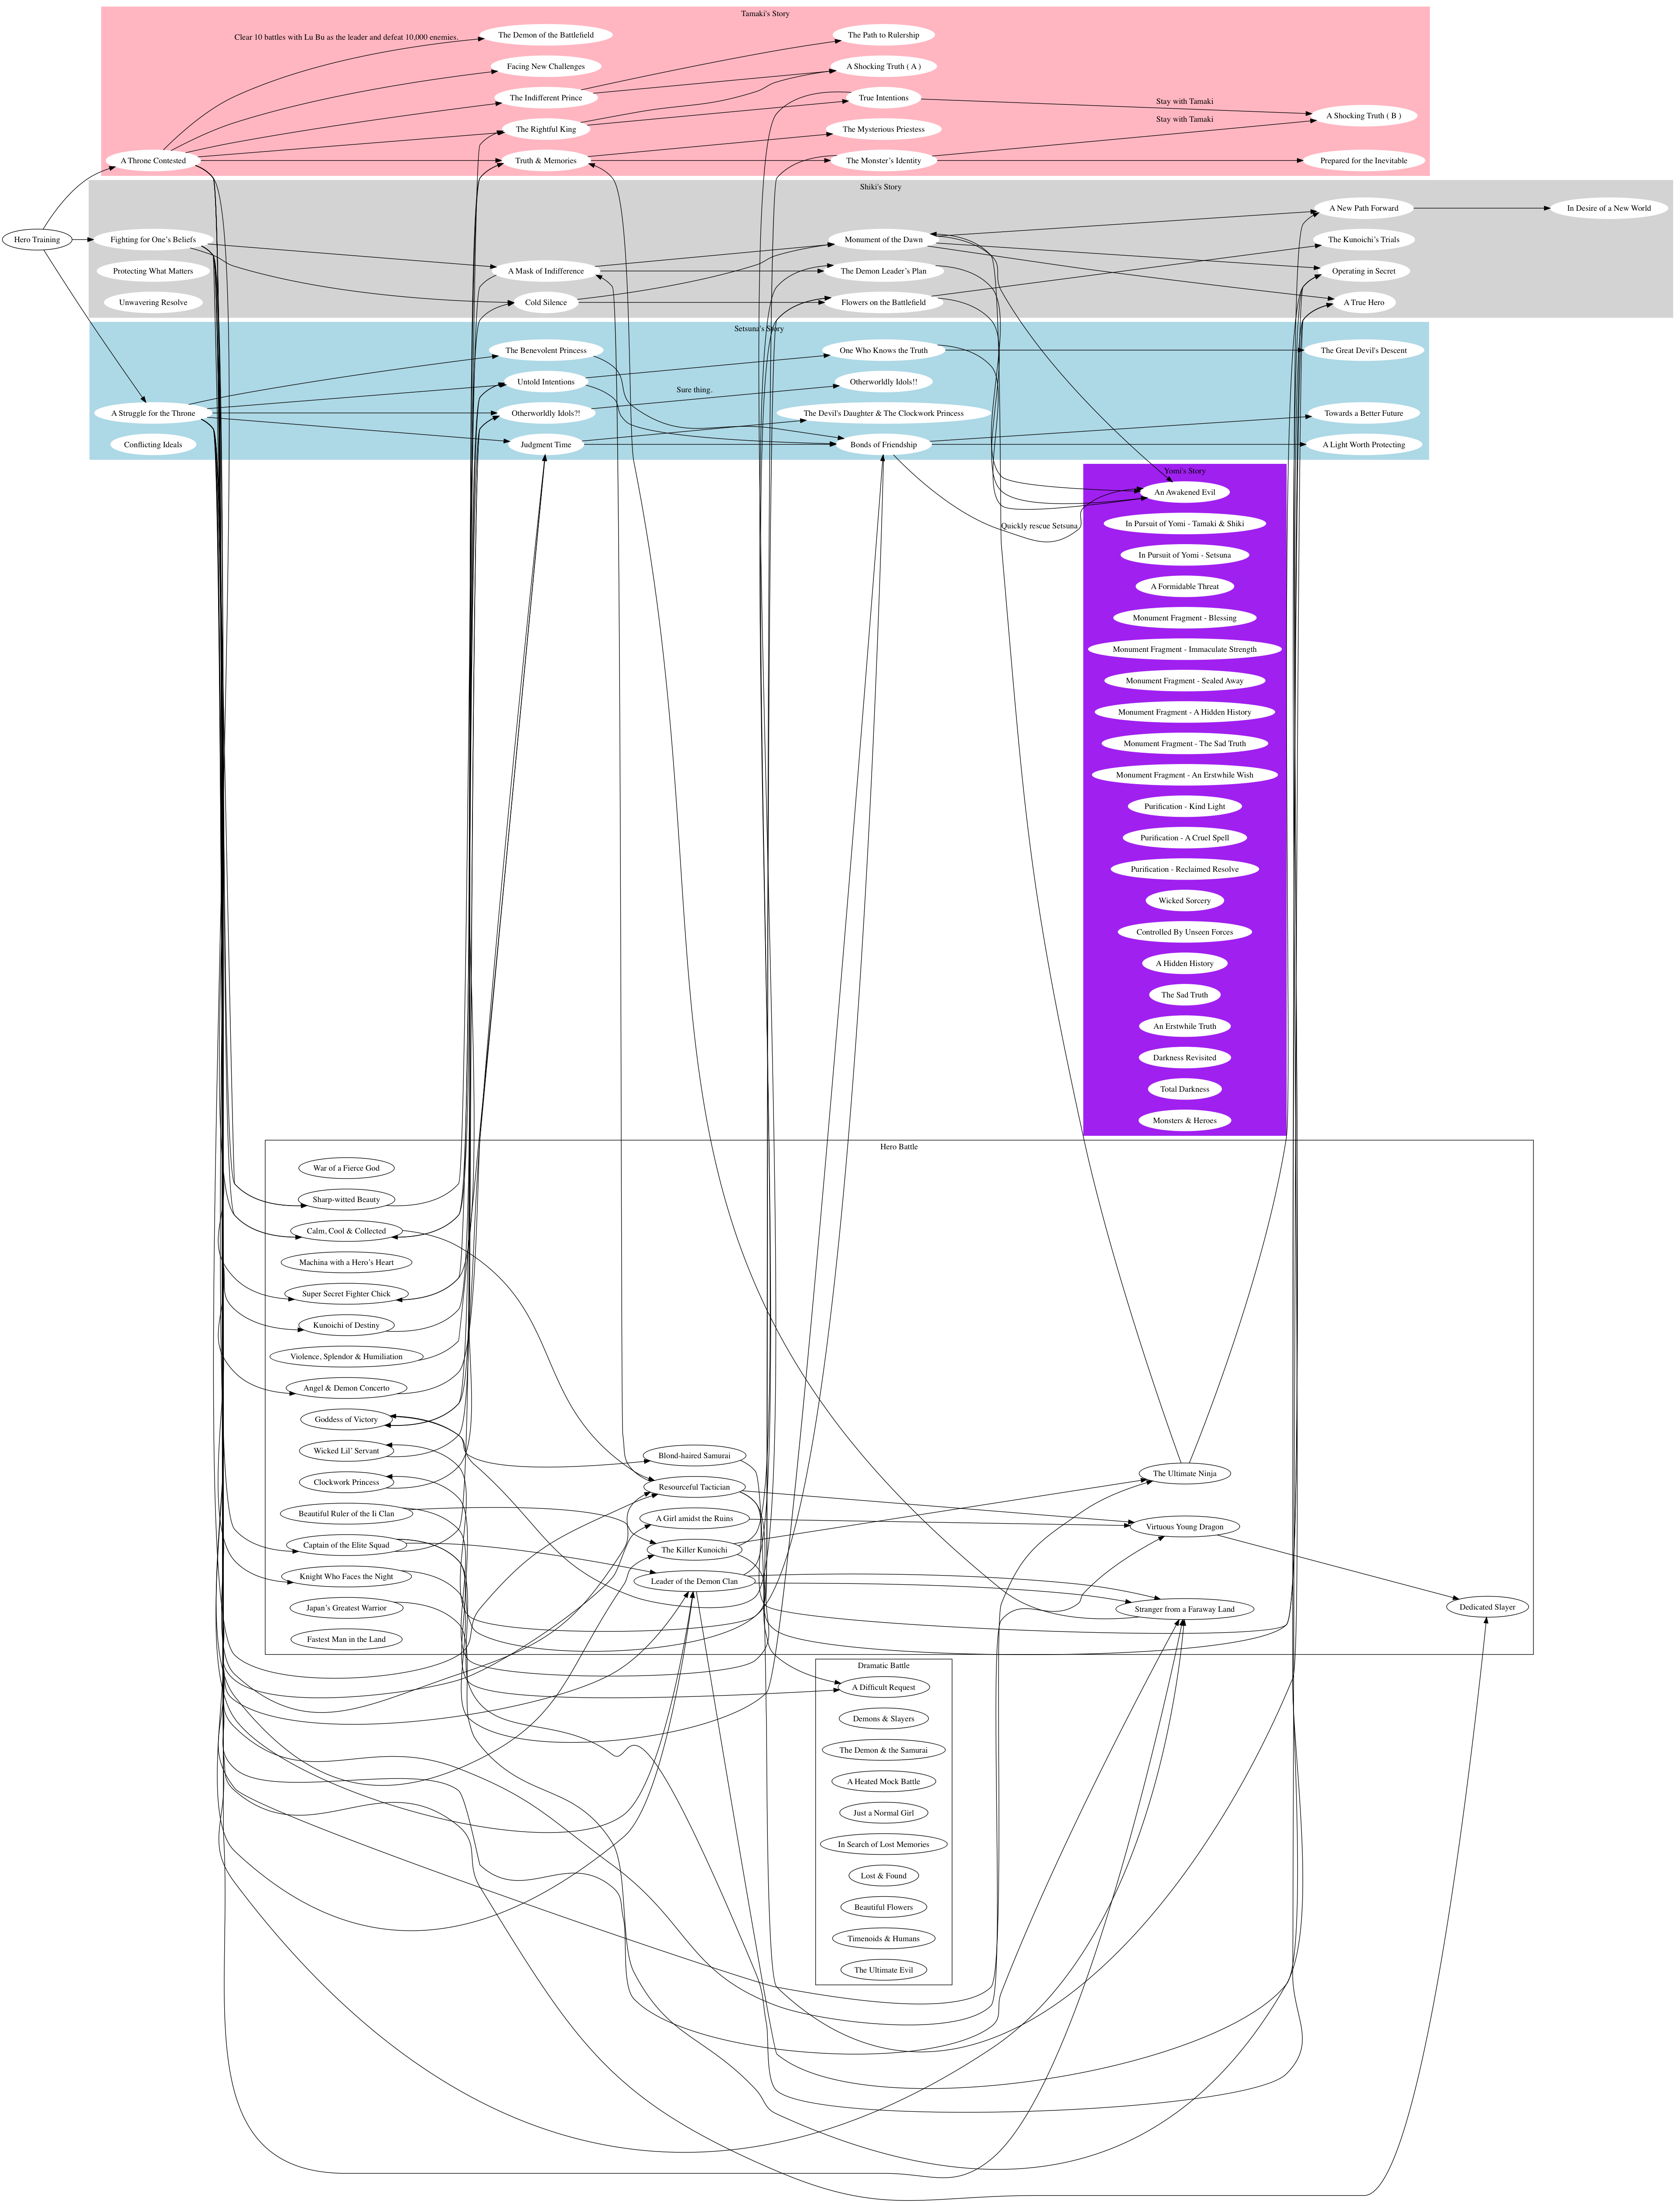 Tamaki's Story
Clear 10 battles with Lu Bu as the leader and defeat 10,000 enemies.
The Demon of the Battlefield
The Path to Rulership
Facing New Challenges
A Shocking Truth ( A )
The Indifferent Prince
True Intentions
Stay with Tamaki
A Shocking Truth ( B )
The Rightful King
The Mysterious Priestess
Stay with Tamaki
A Throne Contested
Truth & Memories
The Monster’s Identity
Prepared for the Inevitable
Shiki's Story
A New Path Forward
In Desire of a New World
Hero Training
Fighting for One’s Beliefs
Monument of the Dawn
The Kunoichi’s Trials
Protecting What Matters
A Mask of Indifference
The Demon Leader’s Plan
Operating in Secret
Unwavering Resolve
Cold Silence
Flowers on the Battlefield
A True Hero
Setsuna's Story
The Benevolent Princess
One Who Knows the Truth
The Great Devil's Descent
Untold Intentions
Sure thing.
Otherworldly Idols!!
A Struggle for the Throne
Otherworldly Idols?!
The Devil's Daughter & The Clockwork Princess
Towards a Better Future
Conflicting Ideals
Judgment Time
Bonds of Friendship
A Light Worth Protecting
Yomi's Story
An Awakened Evil
Quickly rescue Setsuna
In Pursuit of Yomi - Tamaki & Shiki
In Pursuit of Yomi - Setsuna
A Formidable Threat
Monument Fragment - Blessing
Monument Fragment - Immaculate Strength
Monument Fragment - Sealed Away
Monument Fragment - A Hidden History
Monument Fragment - The Sad Truth
Monument Fragment - An Erstwhile Wish
Purification - Kind Light
Purification - A Cruel Spell
Purification - Reclaimed Resolve
Wicked Sorcery
Controlled By Unseen Forces
A Hidden History
The Sad Truth
An Erstwhile Truth
Darkness Revisited
Total Darkness
Monsters & Heroes
Hero Battle
War of a Fierce God
Sharp-witted Beauty
Calm, Cool & Collected
Machina with a Hero’s Heart
Super Secret Fighter Chick
Kunoichi of Destiny
Violence, Splendor & Humiliation
Angel & Demon Concerto
Goddess of Victory
Wicked Lil’ Servant
Blond-haired Samurai
The Ultimate Ninja
Clockwork Princess
Resourceful Tactician
Beautiful Ruler of the Ii Clan
A Girl amidst the Ruins
Virtuous Young Dragon
Captain of the Elite Squad
The Killer Kunoichi
Knight Who Faces the Night
Leader of the Demon Clan
Japan’s Greatest Warrior
Stranger from a Faraway Land
Dedicated Slayer
Fastest Man in the Land
Dramatic Battle
A Difficult Request
Demons & Slayers
The Demon & the Samurai
A Heated Mock Battle
Just a Normal Girl
In Search of Lost Memories
Lost & Found
Beautiful Flowers
Timenoids & Humans
The Ultimate Evil